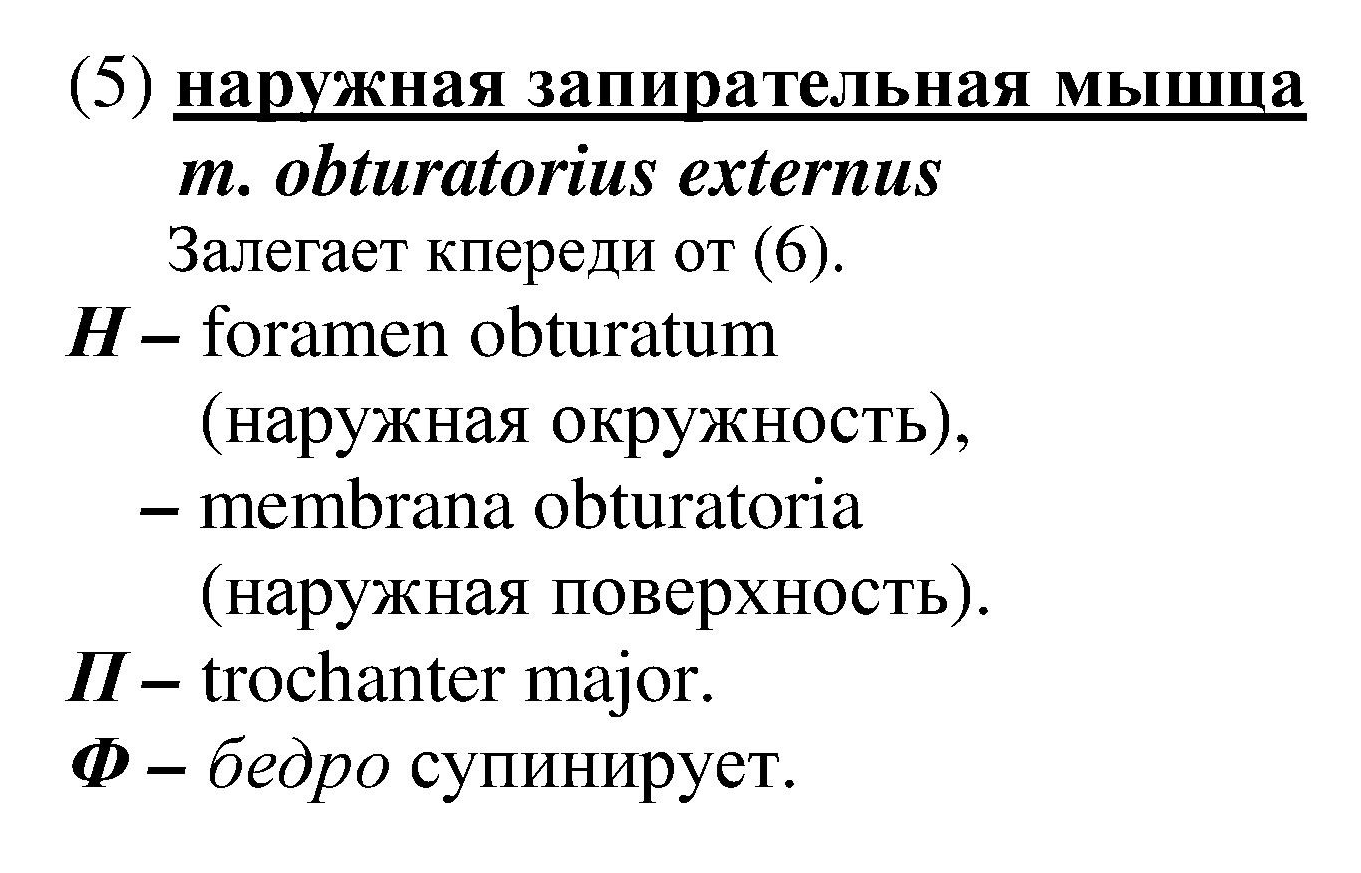 (5) наружная запирательная мышца
m. obturatorius externus
Залегает кпереди от (6).
Н – foramen obturatum
(наружная окружность),
– membrana obturatoria
(наружная поверхность).
П – trochanter major.
Ф – бедро супинирует.